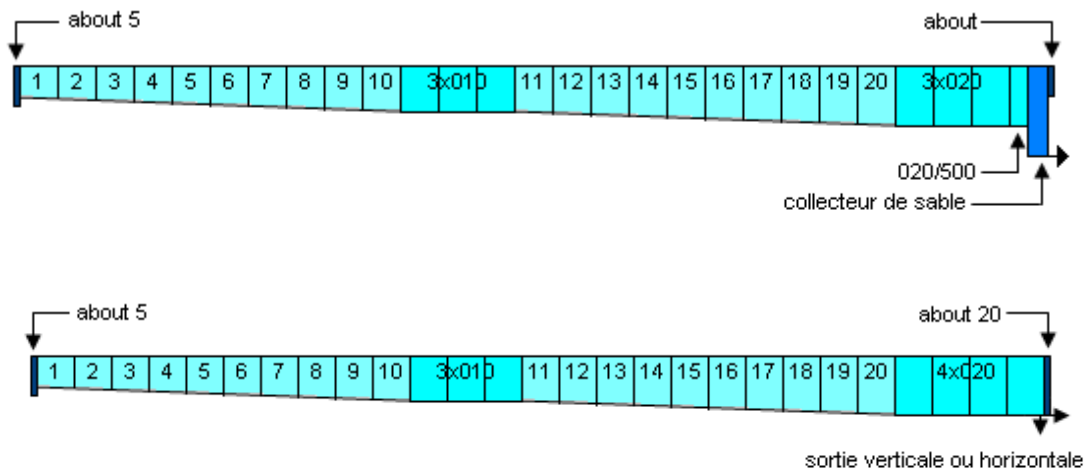 about 5
about
1 2 3 4 5 6 7 8 9 10 3x010 11 12 13 14 15 16 17 18 19 20 3x020
020/500
collecteur de sable
about 5
about 20
1 2 3 4 5 6 7 8 9 10 3x010 11 12 13 14 15 16 17 18 19 20 4x020
sortie verticale ou horizontale